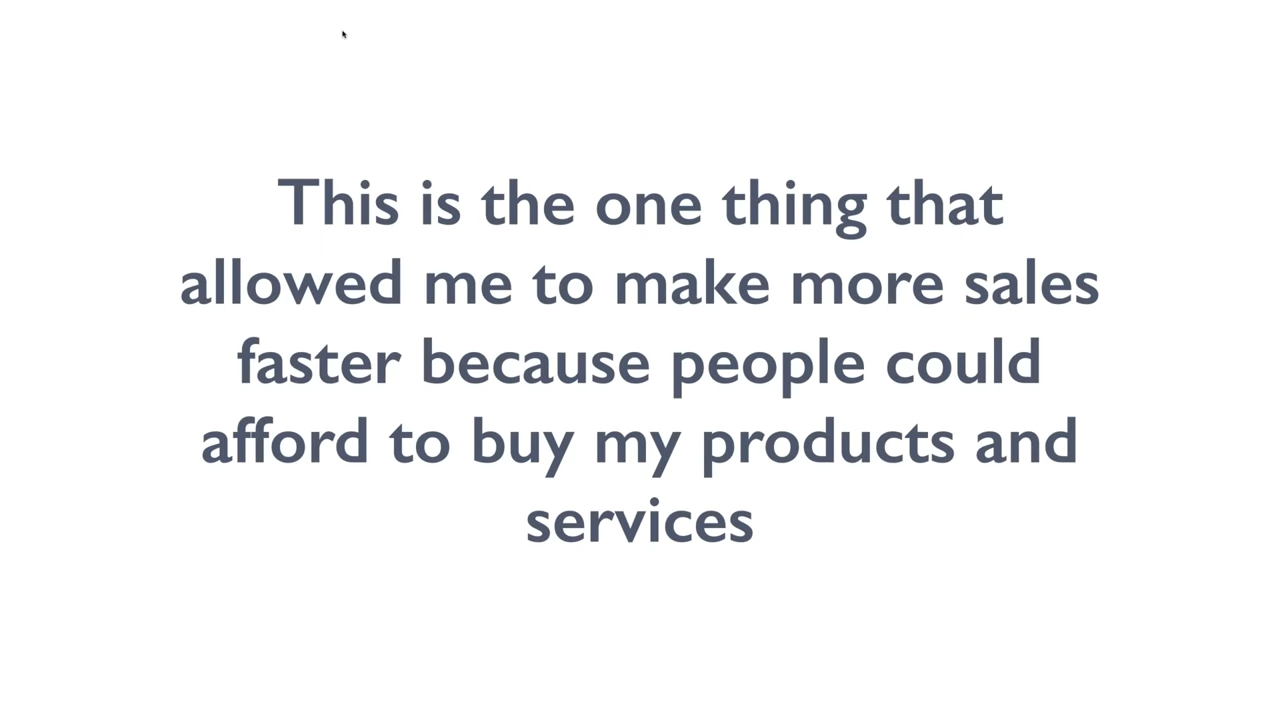 This is the one thing that
allowed me to make more sales
faster because people could
afford to buy my products and
services